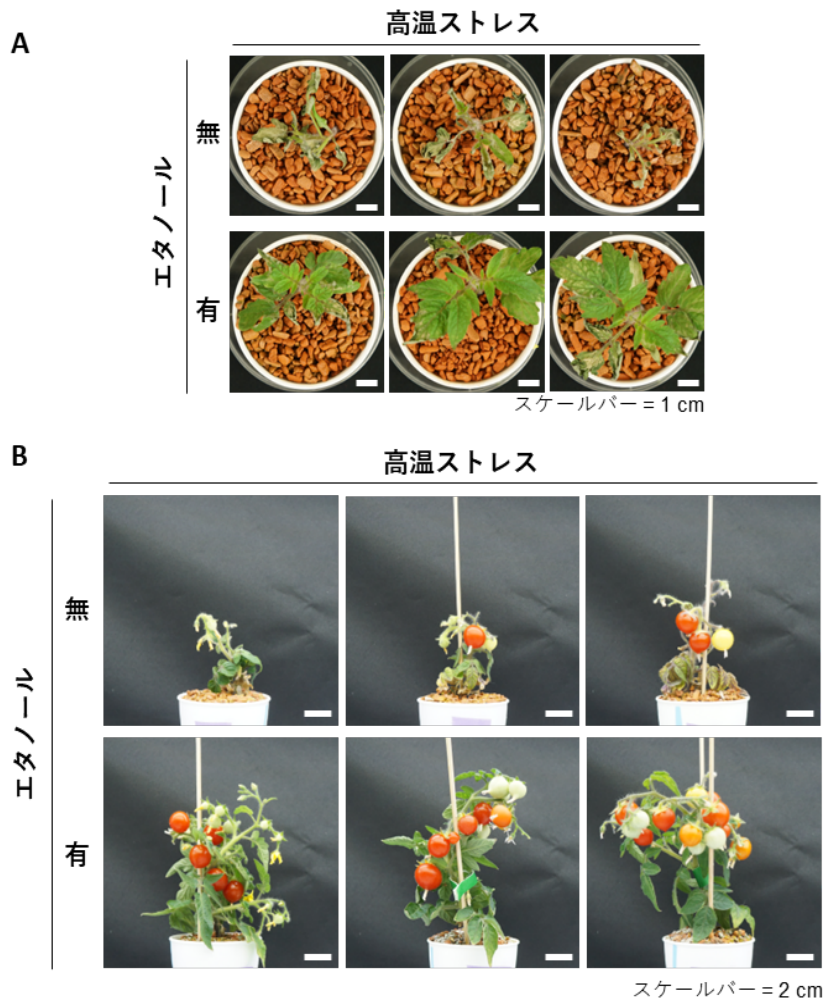 A
高温ストレス
エタノール
無
有
スケールバー = 1 cm
B
高温ストレス
エタノール
無
有
スケールバー = 2 cm